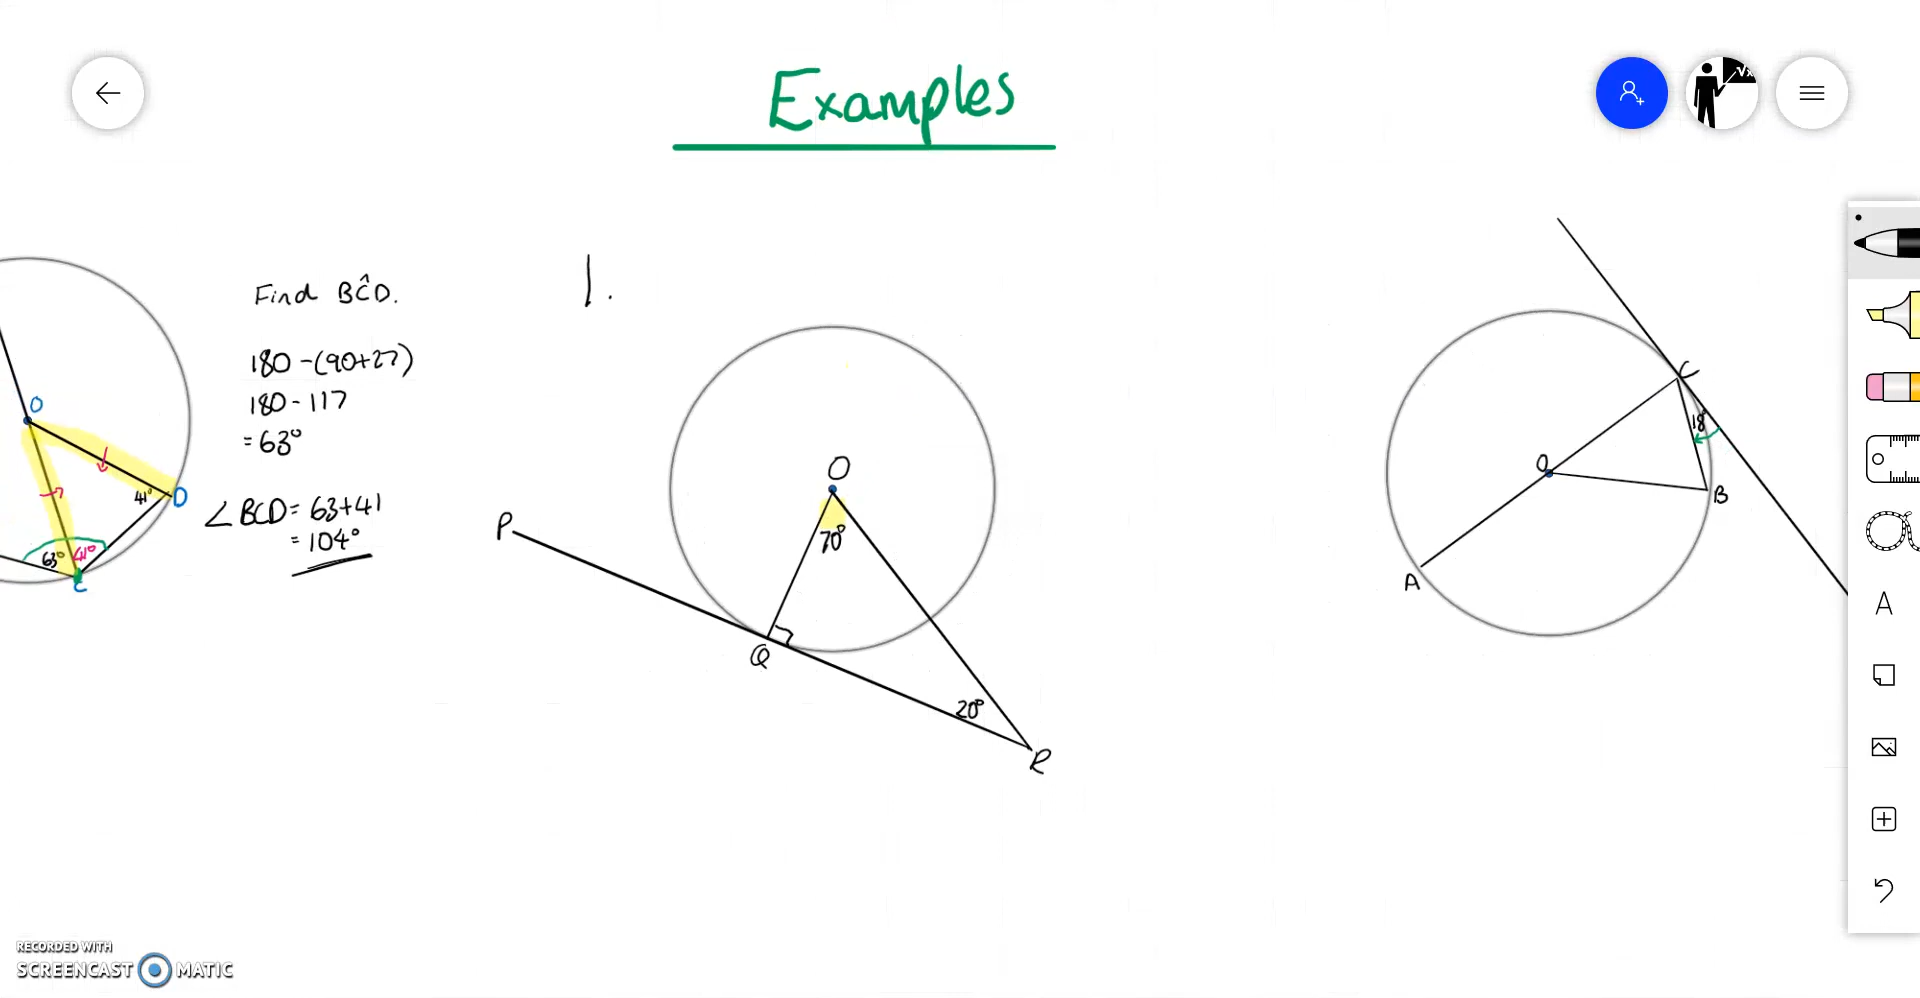 Examples
√x
O
41°
D
63°
41°
C
Find BĈD.
180 -(90+27)
180 - 117
= 63°
∠BCD = 63+41
= 104°
1.
O
70°
P
Q
20°
R
C
18°
O
B
A
A
RECORDED WITH
SCREENCAST MATIC